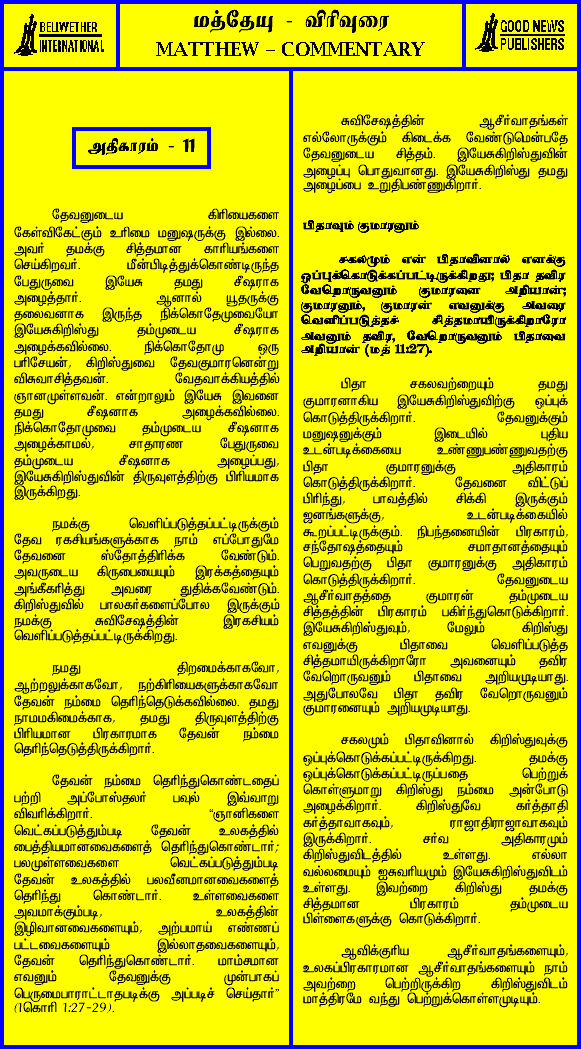 BELIWETHER
INTERNATIONAL
மத்தேயு - விரிவுரை
MATTHEW – COMMENTARY
GOOD NEWS
PUBLISHERS
அதிகாரம் - 11
தேவனுடைய கிரியைகளை
கேள்விகேட்கும் உரிமை மனுஷருக்கு இல்லை.
அவர் தமக்கு சித்தமான காரியங்களை
செய்கிறவர். மீன்பிடித்துக்கொண்டிருந்த
பேதுருவை இயேசு தமது சீஷராக
அழைத்தார். ஆனால் யூதருக்கு
தலைவனாக இருந்த நிக்கொதேமுவையோ
இயேசுகிறிஸ்து தம்முடைய சீஷராக
அழைக்கவில்லை. நிக்கொதேமு ஒரு
பரிசேயன், கிறிஸ்துவை தேவகுமாரனென்று
விசுவாசித்தவன். வேதவாக்கியத்தில்
ஞானமுள்ளவன். என்றாலும் இயேசு இவனை
தமது சீஷனாக அழைக்கவில்லை.
நிக்கொதேமுவை தம்முடைய சீஷனாக
அழைக்காமல், சாதாரண பேதுருவை
தம்முடைய சீஷனாக அழைப்பது,
இயேசுகிறிஸ்துவின் திருவுளத்திற்கு பிரியமாக
இருக்கிறது.
நமக்கு வெளிப்படுத்தப்பட்டிருக்கும்
தேவ ரகசியங்களுக்காக நாம் எப்போதுமே
தேவனை ஸ்தோத்திரிக்க வேண்டும்.
அவருடைய கிருபையையும் இரக்கத்தையும்
அங்கீகரித்து அவரை துதிக்கவேண்டும்.
கிறிஸ்துவில் பாலகர்களைப்போல இருக்கும்
நமக்கு சுவிசேஷத்தின் இரகசியம்
வெளிப்படுத்தப்பட்டிருக்கிறது.
நமது திறமைக்காகவோ,
ஆற்றலுக்காகவோ, நற்கிரியைகளுக்காகவோ
தேவன் நம்மை தெரிந்தெடுக்கவில்லை. தமது
நாமமகிமைக்காக, தமது திருவுளத்திற்கு
பிரியமான பிரகாரமாக தேவன் நம்மை
தெரிந்தெடுத்திருக்கிறார்.
தேவன் நம்மை தெரிந்துகொண்டதைப்
பற்றி அப்போஸ்தலர் பவுல் இவ்வாறு
விவரிக்கிறார். “ஞானிகளை
வெட்கப்படுத்தும்படி தேவன் உலகத்தில்
பைத்தியமானவைகளைத் தெரிந்துகொண்டார்;
பலமுள்ளவைகளை வெட்கப்படுத்தும்படி
தேவன் உலகத்தில் பலவீனமானவைகளைத்
தெரிந்து கொண்டார். உள்ளவைகளை
அவமாக்கும்படி, உலகத்தின்
இழிவானவைகளையும், அற்பமாய் எண்ணப்
பட்டவைகளையும் இல்லாதவைகளையும்,
தேவன் தெரிந்துகொண்டார். மாம்சமான
எவனும் தேவனுக்கு முன்பாகப்
பெருமைபாராட்டாதபடிக்கு அப்படிச் செய்தார்”
(1கொரி 1:27-29).
சுவிசேஷத்தின் ஆசீர்வாதங்கள்
எல்லோருக்கும் கிடைக்க வேண்டுமென்பதே
தேவனுடைய சித்தம். இயேசுகிறிஸ்துவின்
அழைப்பு பொதுவானது. இயேசுகிறிஸ்து தமது
அழைப்பை உறுதிபண்ணுகிறார்.
பிதாவும் குமாரனும்
சகலமும் என் பிதாவினால் எனக்கு
ஒப்புக்கொடுக்கப்பட்டிருக்கிறது; பிதா தவிர
வேறொருவனும் குமாரனை அறியான்;
குமாரனும், குமாரன் எவனுக்கு அவரை
வெளிப்படுத்தச் சித்தமாயிருக்கிறாரோ
அவனும் தவிர, வேறொருவனும் பிதாவை
அறியான் (மத் 11:27).
பிதா சகலவற்றையும் தமது
குமாரனாகிய இயேசுகிறிஸ்துவிற்கு ஒப்புக்
கொடுத்திருக்கிறார். தேவனுக்கும்
மனுஷனுக்கும் இடையில் புதிய
உடன்படிக்கையை உண்டுபண்ணுவதற்கு
பிதா குமாரனுக்கு அதிகாரம்
கொடுத்திருக்கிறார். தேவனை விட்டுப்
பிரிந்து, பாவத்தில் சிக்கி இருக்கும்
ஜனங்களுக்கு, உடன்படிக்கையில்
கூறப்பட்டிருக்கும். நிபந்தனையின் பிரகாரம்,
சந்தோஷத்தையும் சமாதானத்தையும்
பெறுவதற்கு பிதா குமாரனுக்கு அதிகாரம்
கொடுத்திருக்கிறார். தேவனுடைய
ஆசீர்வாதத்தை குமாரன் தம்முடைய
சித்தத்தின் பிரகாரம் பகிர்ந்துகொடுக்கிறார்.
இயேசுகிறிஸ்துவும், மேலும் கிறிஸ்து
எவனுக்கு பிதாவை வெளிப்படுத்த
சித்தமாயிருக்கிறாரோ அவனையும் தவிர
வேறொருவனும் பிதாவை அறியமுடியாது.
அதுபோலவே பிதா தவிர வேறொருவனும்
குமாரனையும் அறியமுடியாது.
சகலமும் பிதாவினால் கிறிஸ்துவுக்கு
ஒப்புக்கொடுக்கப்பட்டிருக்கிறது. தமக்கு
ஒப்புக்கொடுக்கப்பட்டிருப்பதை பெற்றுக்
கொள்ளுமாறு கிறிஸ்து நம்மை அன்போடு
அழைக்கிறார். கிறிஸ்துவே கர்த்தாதி
கர்த்தாவாகவும், ராஜாதிராஜாவாகவும்
இருக்கிறார். சர்வ அதிகாரமும்
கிறிஸ்துவிடத்தில் உள்ளது. எல்லா
வல்லமையும் ஐசுவரியமும் இயேசுகிறிஸ்துவிடம்
உள்ளது. இவற்றை கிறிஸ்து தமக்கு
சித்தமான பிரகாரம் தம்முடைய
பிள்ளைகளுக்கு கொடுக்கிறார்.
ஆவிக்குரிய ஆசீர்வாதங்களையும்,
உலகப்பிரகாரமான ஆசீர்வாதங்களையும் நாம்
அவற்றை பெற்றிருக்கிற கிறிஸ்துவிடம்
மாத்திரமே வந்து பெற்றுக்கொள்ளமுடியும்.